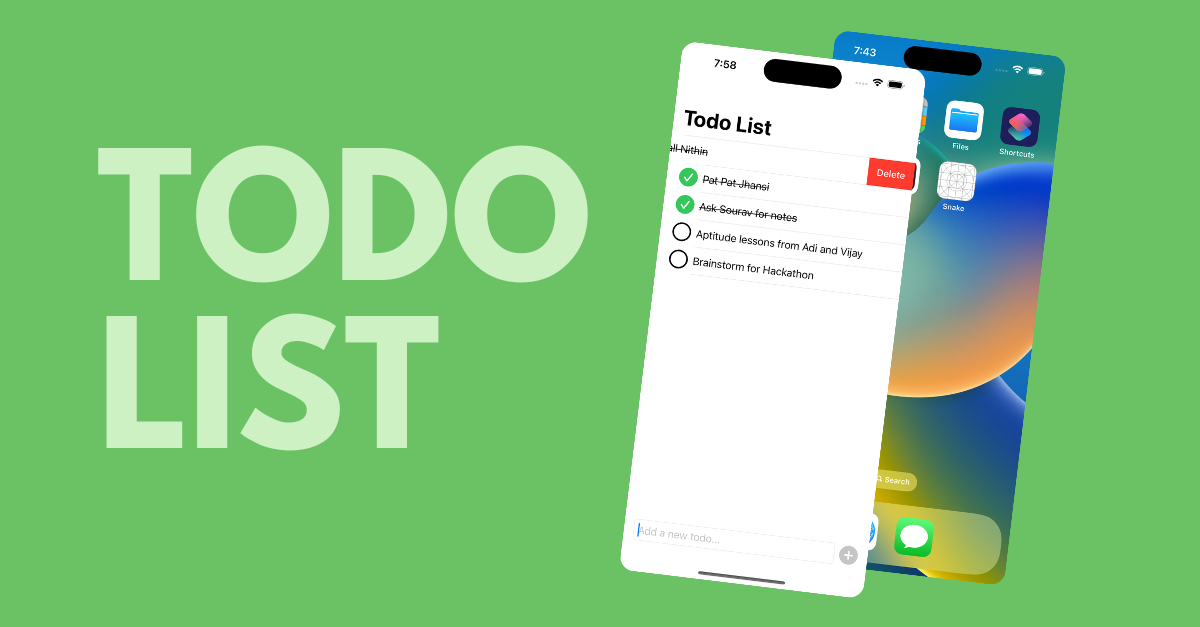 TODO
LIST
7:58
Todo List
all Nithin
Delete
Pat Pat Jhansi
Ask Sourav for notes
Aptitude lessons from Adi and Vijay
Brainstorm for Hackathon
Add a new todo...
7:43
Files
Shortcuts
Snake
Search